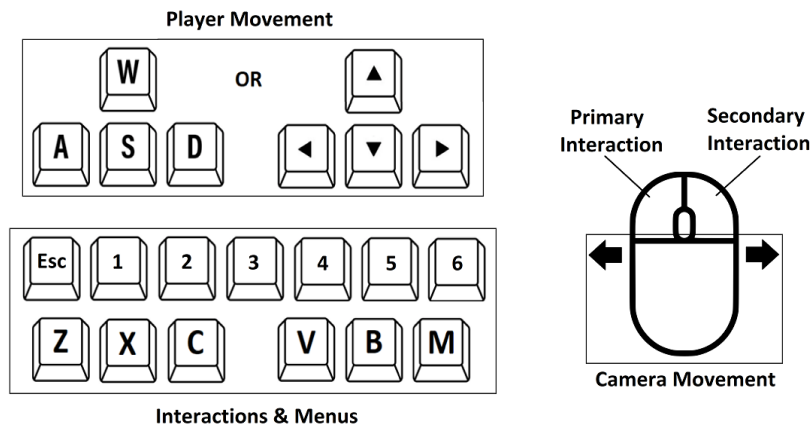 Player Movement
W OR ▲
A S D ◄ ▼ ►
Primary
Interaction
Secondary
Interaction
Esc 1 2 3 4 5 6
Z X C V B M
Camera Movement
Interactions & Menus